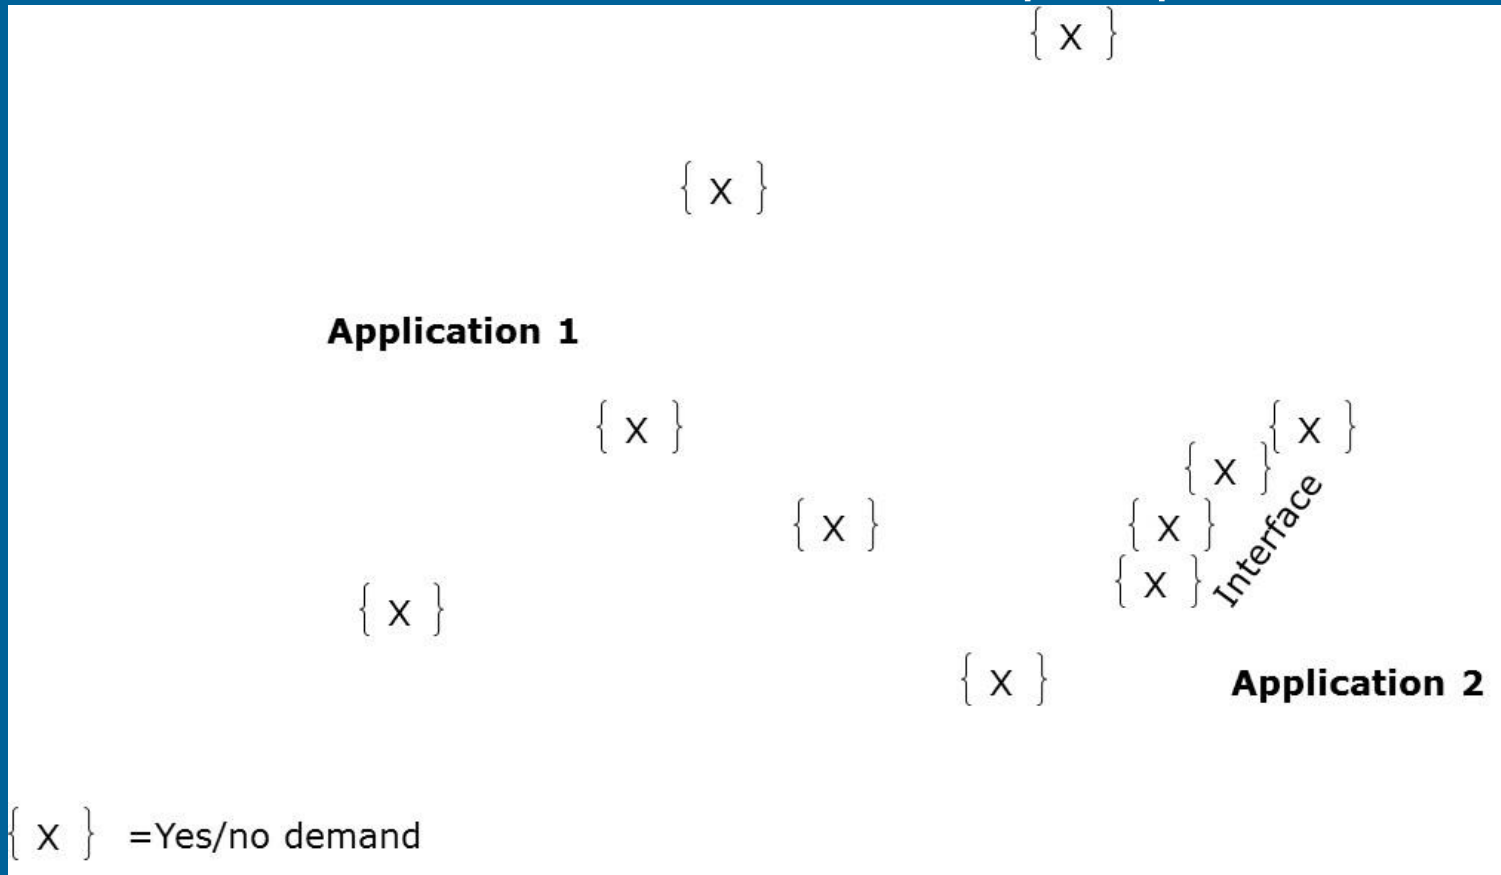 { X }
{ X }
Application 1
{ X }
{ X }
{ X }
{ X }
{ X }
{ X }
Interface
{ X }
{ X }
Application 2
{ X } =Yes/no demand